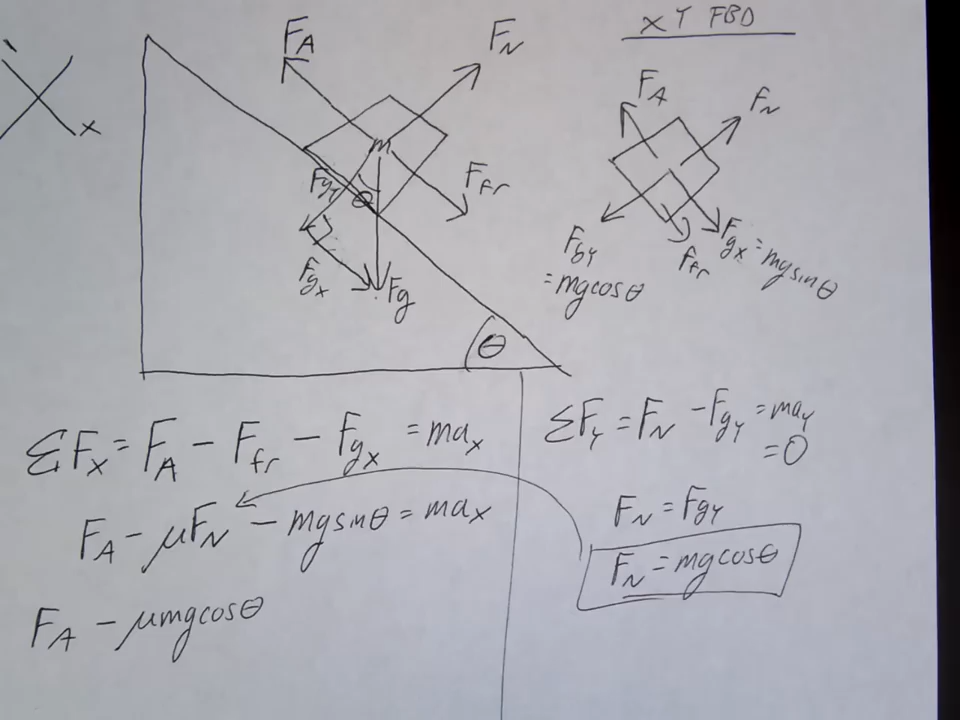 XY FBD
F_A
F_N
F_A
F_N
x
m
F_gy
θ
F_fr
F_gx
F_g
F_gy
= mgcosθ
F_fr
F_gx = mgsinθ
θ
ΣF_x = F_A - F_fr - F_gx = ma_x
F_A - μF_N - mgsinθ = ma_x
F_A - μmgcosθ
ΣF_y = F_N - F_gy = ma_y
= 0
F_N = F_gy
F_N = mgcosθ